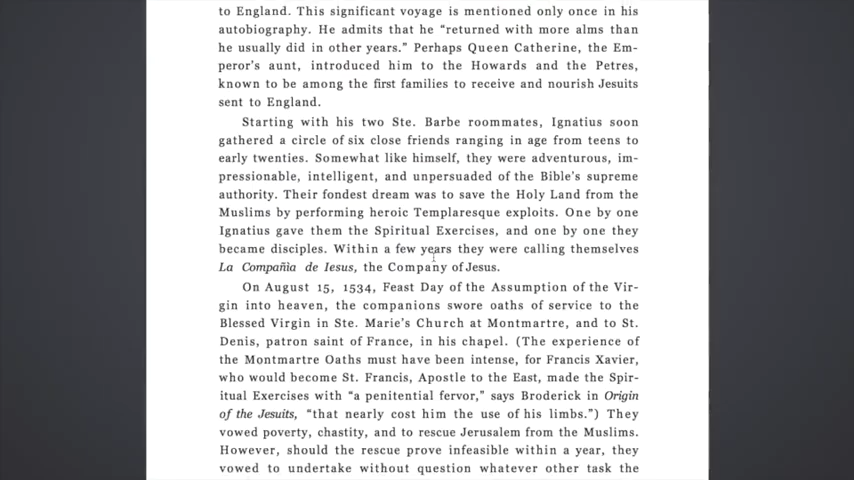 to England. This significant voyage is mentioned only once in his
autobiography. He admits that he “returned with more alms than
he usually did in other years.” Perhaps Queen Catherine, the Em-
peror’s aunt, introduced him to the Howards and the Petres,
known to be among the first families to receive and nourish Jesuits
sent to England.
Starting with his two Ste. Barbe roommates, Ignatius soon
gathered a circle of six close friends ranging in age from teens to
early twenties. Somewhat like himself, they were adventurous, im-
pressionable, intelligent, and unpersuaded of the Bible’s supreme
authority. Their fondest dream was to save the Holy Land from the
Muslims by performing heroic Templaresque exploits. One by one
Ignatius gave them the Spiritual Exercises, and one by one they
became disciples. Within a few years they were calling themselves
La Compañìa de Iesus, the Company of Jesus.
On August 15, 1534, Feast Day of the Assumption of the Vir-
gin into heaven, the companions swore oaths of service to the
Blessed Virgin in Ste. Marie’s Church at Montmartre, and to St.
Denis, patron saint of France, in his chapel. (The experience of
the Montmartre Oaths must have been intense, for Francis Xavier,
who would become St. Francis, Apostle to the East, made the Spir-
itual Exercises with “a penitential fervor,” says Broderick in Origin
of the Jesuits, “that nearly cost him the use of his limbs.”) They
vowed poverty, chastity, and to rescue Jerusalem from the Muslims.
However, should the rescue prove infeasible within a year, they
vowed to undertake without question whatever other task the